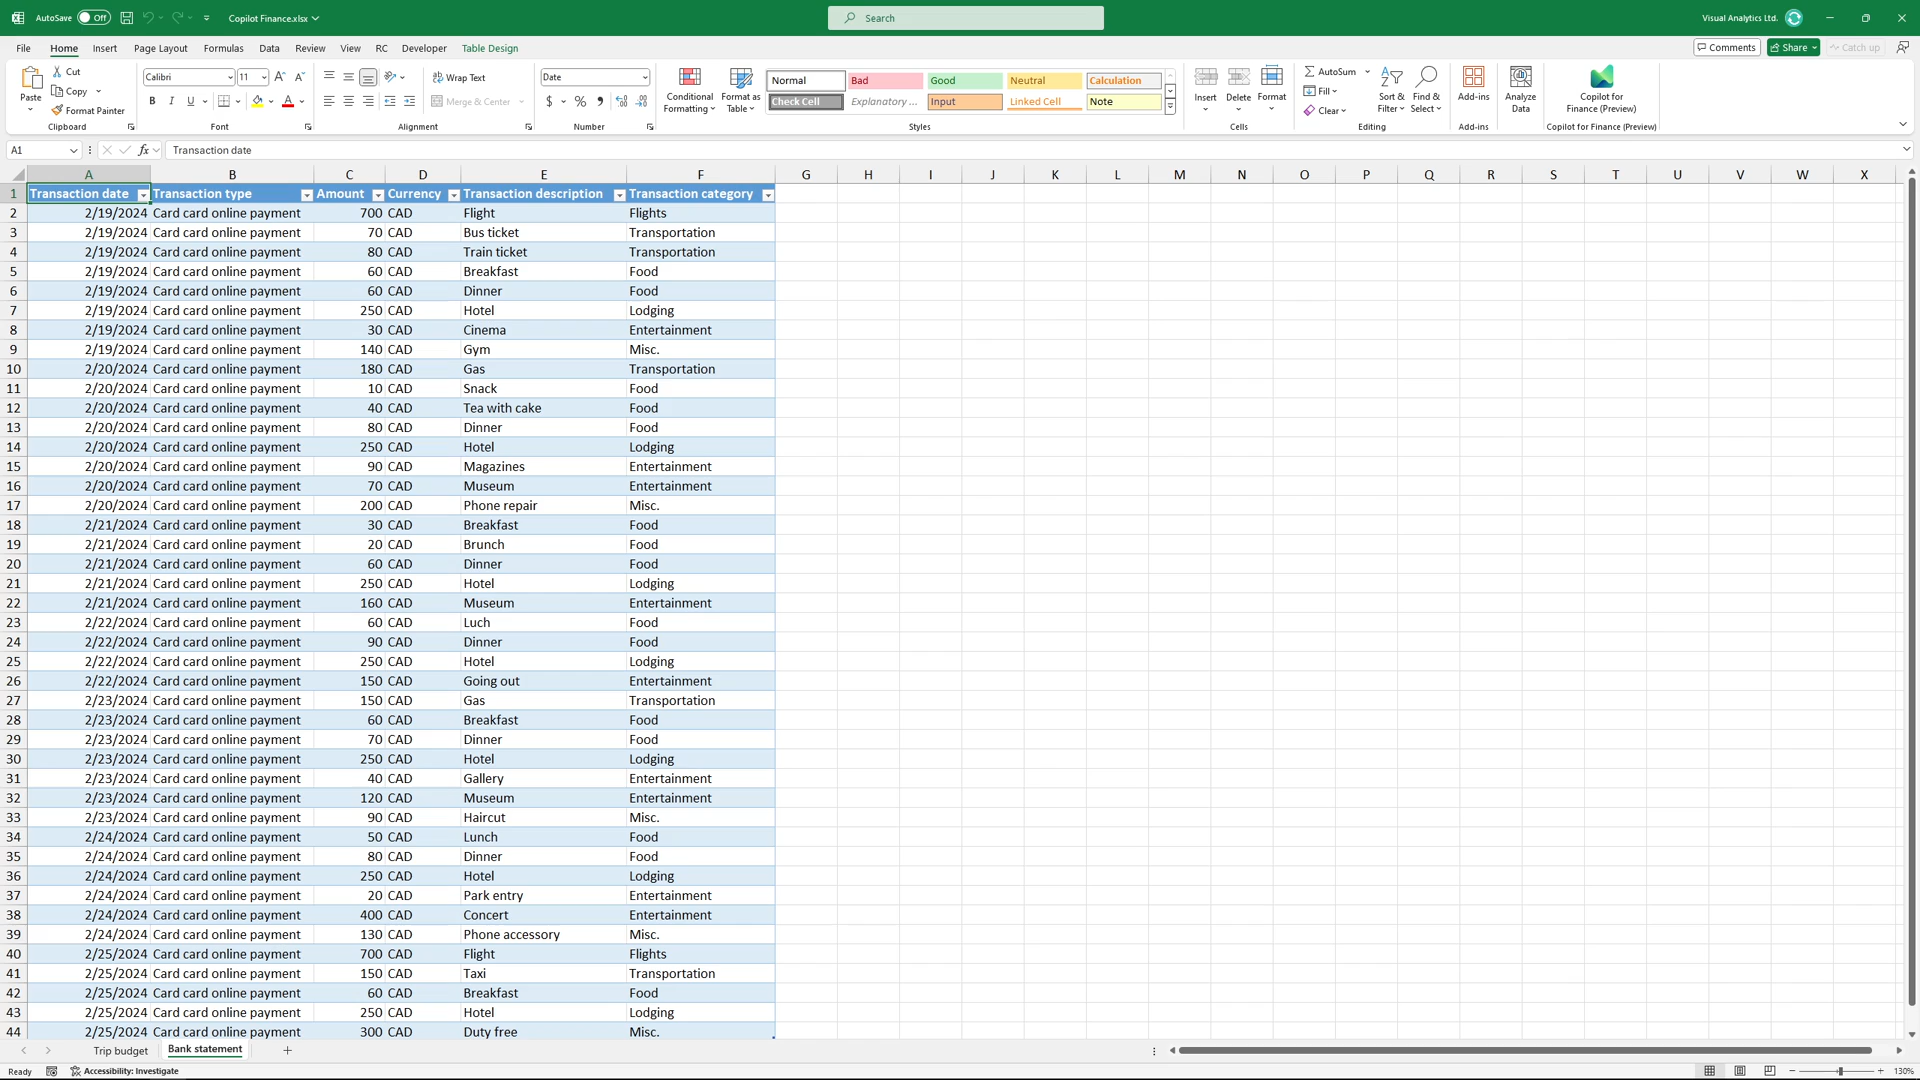 AutoSave Off Copilot Finance.xlsx Search Visual Analytics Ltd.
File Home Insert Page Layout Formulas Data Review View RC Developer Table Design Comments Share Catch up
Paste Cut Copy Format Painter Clipboard
Calibri 11 B I U Font
Wrap Text Merge & Center Alignment
Date $ % Number
Conditional Formatting Format as Table Normal Bad Good Neutral Calculation
Check Cell Explanatory ... Input Linked Cell Note Styles
Insert Delete Format Cells
AutoSum Fill Clear Sort & Filter Find & Select Editing
Add-ins Add-ins
Analyze Data
Copilot for Finance (Preview) Copilot for Finance (Preview)
A1 fx Transaction date
A B C D E F G H I J K L M N O P Q R S T U V W X
1 Transaction date Transaction type Amount Currency Transaction description Transaction category
2 2/19/2024 Card card online payment 700 CAD Flight Flights
3 2/19/2024 Card card online payment 70 CAD Bus ticket Transportation
4 2/19/2024 Card card online payment 80 CAD Train ticket Transportation
5 2/19/2024 Card card online payment 60 CAD Breakfast Food
6 2/19/2024 Card card online payment 60 CAD Dinner Food
7 2/19/2024 Card card online payment 250 CAD Hotel Lodging
8 2/19/2024 Card card online payment 30 CAD Cinema Entertainment
9 2/19/2024 Card card online payment 140 CAD Gym Misc.
10 2/20/2024 Card card online payment 180 CAD Gas Transportation
11 2/20/2024 Card card online payment 10 CAD Snack Food
12 2/20/2024 Card card online payment 40 CAD Tea with cake Food
13 2/20/2024 Card card online payment 80 CAD Dinner Food
14 2/20/2024 Card card online payment 250 CAD Hotel Lodging
15 2/20/2024 Card card online payment 90 CAD Magazines Entertainment
16 2/20/2024 Card card online payment 70 CAD Museum Entertainment
17 2/20/2024 Card card online payment 200 CAD Phone repair Misc.
18 2/21/2024 Card card online payment 30 CAD Breakfast Food
19 2/21/2024 Card card online payment 20 CAD Brunch Food
20 2/21/2024 Card card online payment 60 CAD Dinner Food
21 2/21/2024 Card card online payment 250 CAD Hotel Lodging
22 2/21/2024 Card card online payment 160 CAD Museum Entertainment
23 2/22/2024 Card card online payment 60 CAD Luch Food
24 2/22/2024 Card card online payment 90 CAD Dinner Food
25 2/22/2024 Card card online payment 250 CAD Hotel Lodging
26 2/22/2024 Card card online payment 150 CAD Going out Entertainment
27 2/23/2024 Card card online payment 150 CAD Gas Transportation
28 2/23/2024 Card card online payment 60 CAD Breakfast Food
29 2/23/2024 Card card online payment 70 CAD Dinner Food
30 2/23/2024 Card card online payment 250 CAD Hotel Lodging
31 2/23/2024 Card card online payment 40 CAD Gallery Entertainment
32 2/23/2024 Card card online payment 120 CAD Museum Entertainment
33 2/23/2024 Card card online payment 90 CAD Haircut Misc.
34 2/24/2024 Card card online payment 50 CAD Lunch Food
35 2/24/2024 Card card online payment 80 CAD Dinner Food
36 2/24/2024 Card card online payment 250 CAD Hotel Lodging
37 2/24/2024 Card card online payment 20 CAD Park entry Entertainment
38 2/24/2024 Card card online payment 400 CAD Concert Entertainment
39 2/24/2024 Card card online payment 130 CAD Phone accessory Misc.
40 2/25/2024 Card card online payment 700 CAD Flight Flights
41 2/25/2024 Card card online payment 150 CAD Taxi Transportation
42 2/25/2024 Card card online payment 60 CAD Breakfast Food
43 2/25/2024 Card card online payment 250 CAD Hotel Lodging
44 2/25/2024 Card card online payment 300 CAD Duty free Misc.
Trip budget Bank statement
Ready Accessibility: Investigate 130%